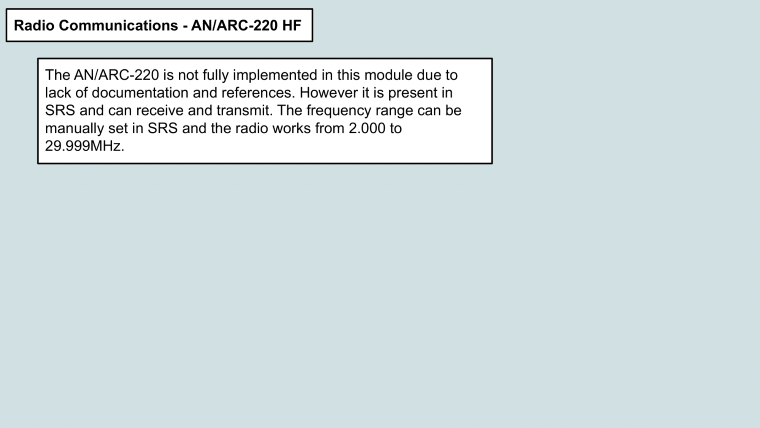 Radio Communications - AN/ARC-220 HF
The AN/ARC-220 is not fully implemented in this module due to
lack of documentation and references. However it is present in
SRS and can receive and transmit. The frequency range can be
manually set in SRS and the radio works from 2.000 to
29.999MHz.